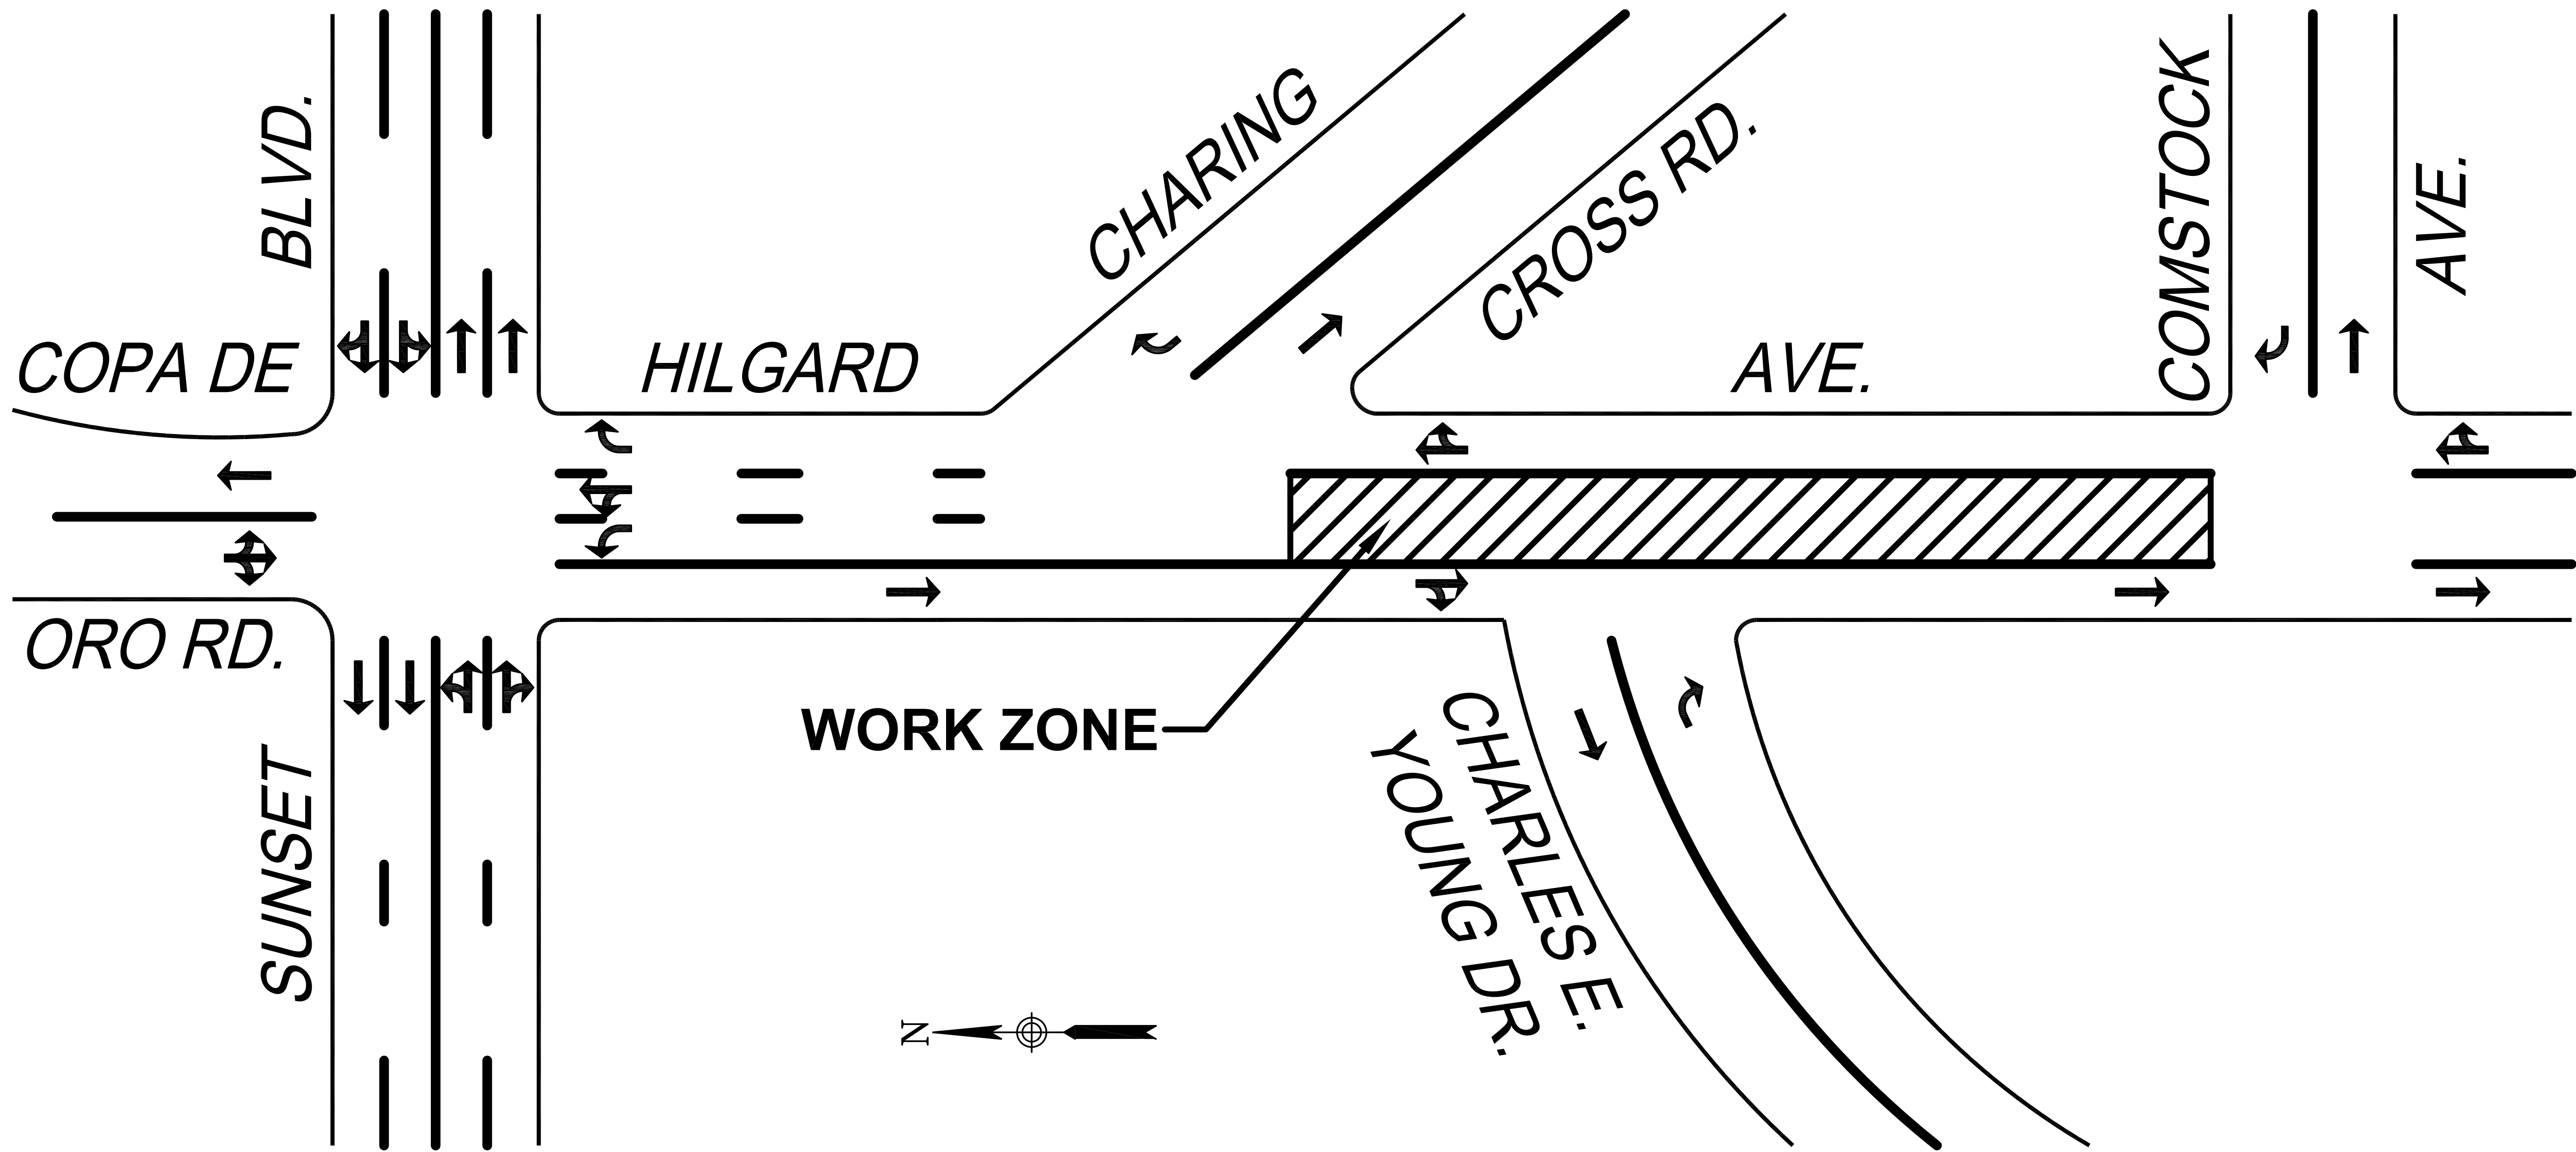 BLVD.
SUNSET
COPA DE
ORO RD.
HILGARD
AVE.
CHARING
CROSS RD.
COMSTOCK
AVE.
WORK ZONE
CHARLES E.
YOUNG DR.
N